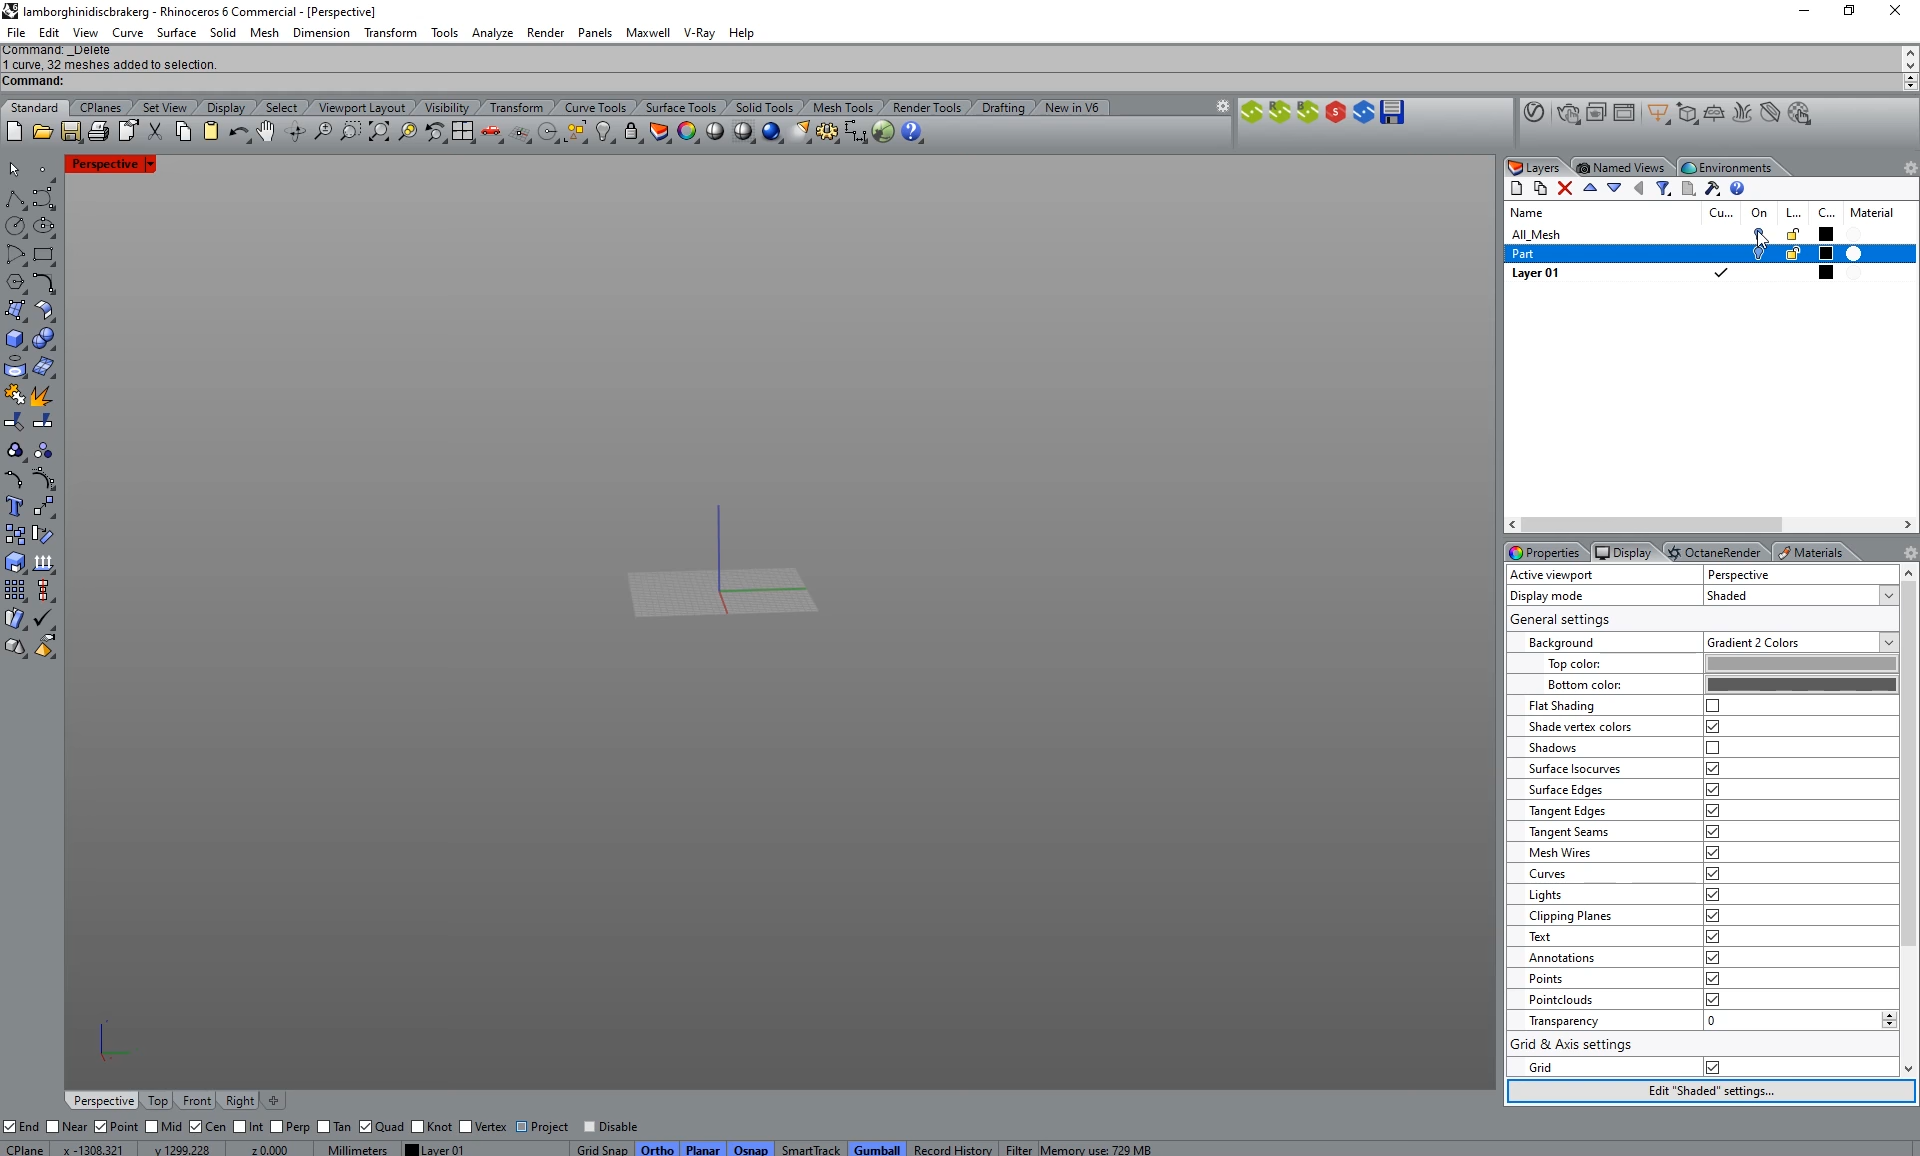 lamborghinidiscbrakerg - Rhinoceros 6 Commercial - [Perspective]
File Edit View Curve Surface Solid Mesh Dimension Transform Tools Analyze Render Panels Maxwell V-Ray Help
Command: _Delete
1 curve, 32 meshes added to selection.
Command:
Standard CPlanes Set View Display Select Viewport Layout Visibility Transform Curve Tools Surface Tools Solid Tools Mesh Tools Render Tools Drafting New in V6
Perspective
Layers Named Views Environments
Name Cu... On L... C... Material
All_Mesh
Part
Layer 01
Properties Display OctaneRender Materials
Active viewport Perspective
Display mode Shaded
General settings
Background Gradient 2 Colors
Top color:
Bottom color:
Flat Shading
Shade vertex colors
Shadows
Surface Isocurves
Surface Edges
Tangent Edges
Tangent Seams
Mesh Wires
Curves
Lights
Clipping Planes
Text
Annotations
Points
Pointclouds
Transparency 0
Grid & Axis settings
Grid
Edit "Shaded" settings...
Perspective Top Front Right
End Near Point Mid Cen Int Perp Tan Quad Knot Vertex Project Disable
CPlane x -1308.321 y 1299.228 z 0.000 Millimeters Layer 01 Grid Snap Ortho Planar Osnap SmartTrack Gumball Record History Filter Memory use: 729 MB